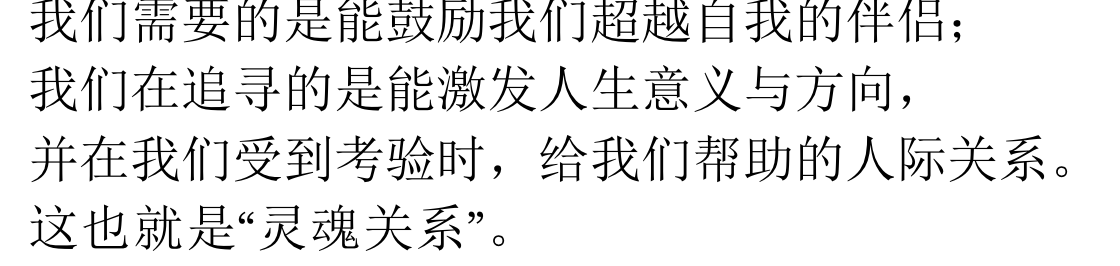 我们需要的是能鼓励我们超越自我的伴侣；
我们在追寻的是能激发人生意义与方向，
并在我们受到考验时，给我们帮助的人际关系。
这也就是“灵魂关系”。